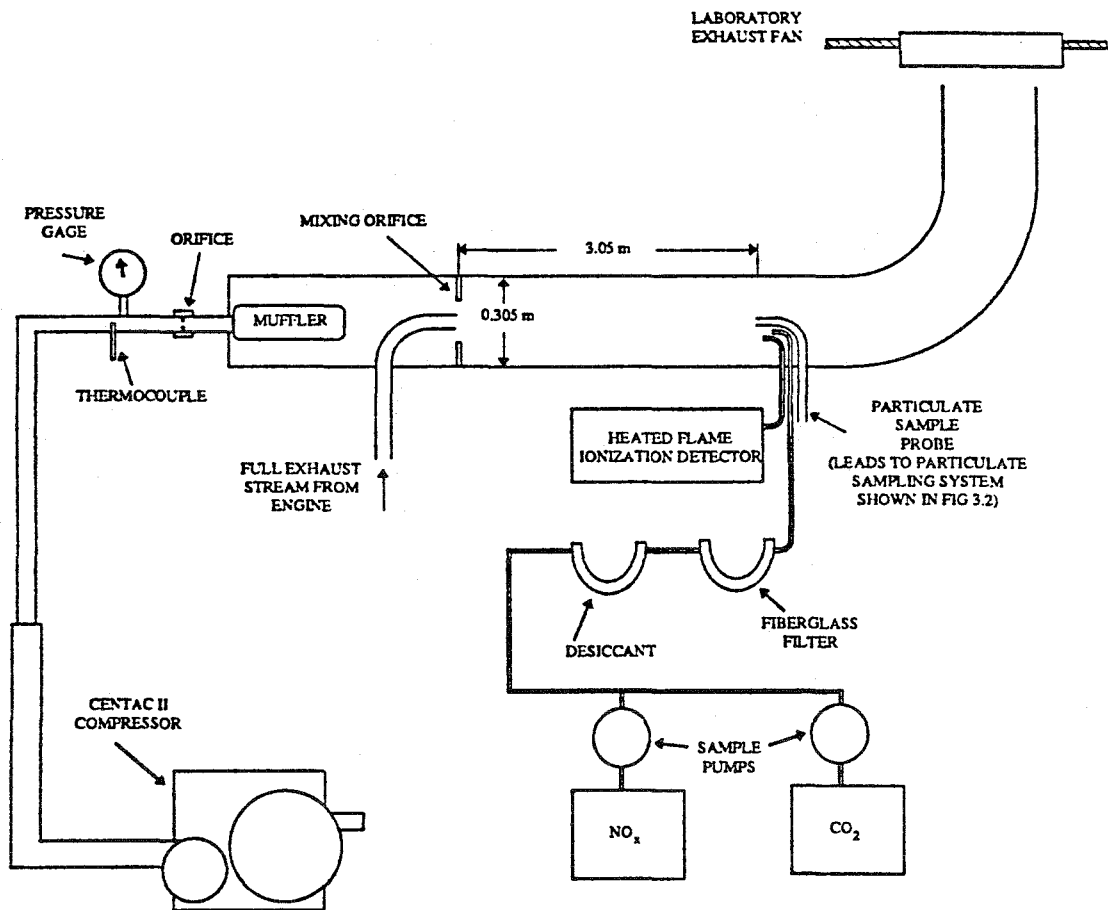 LABORATORY
EXHAUST FAN
PRESSURE
GAGE
ORIFICE
MIXING ORIFICE
3.05 m
0.305 m
MUFFLER
THERMOCOUPLE
FULL EXHAUST
STREAM FROM
ENGINE
HEATED FLAME
IONIZATION DETECTOR
PARTICULATE
SAMPLE
PROBE
(LEADS TO PARTICULATE
SAMPLING SYSTEM
SHOWN IN FIG 3.2)
DESICCANT
FIBERGLASS
FILTER
CENTAC II
COMPRESSOR
SAMPLE
PUMPS
NOx
CO2